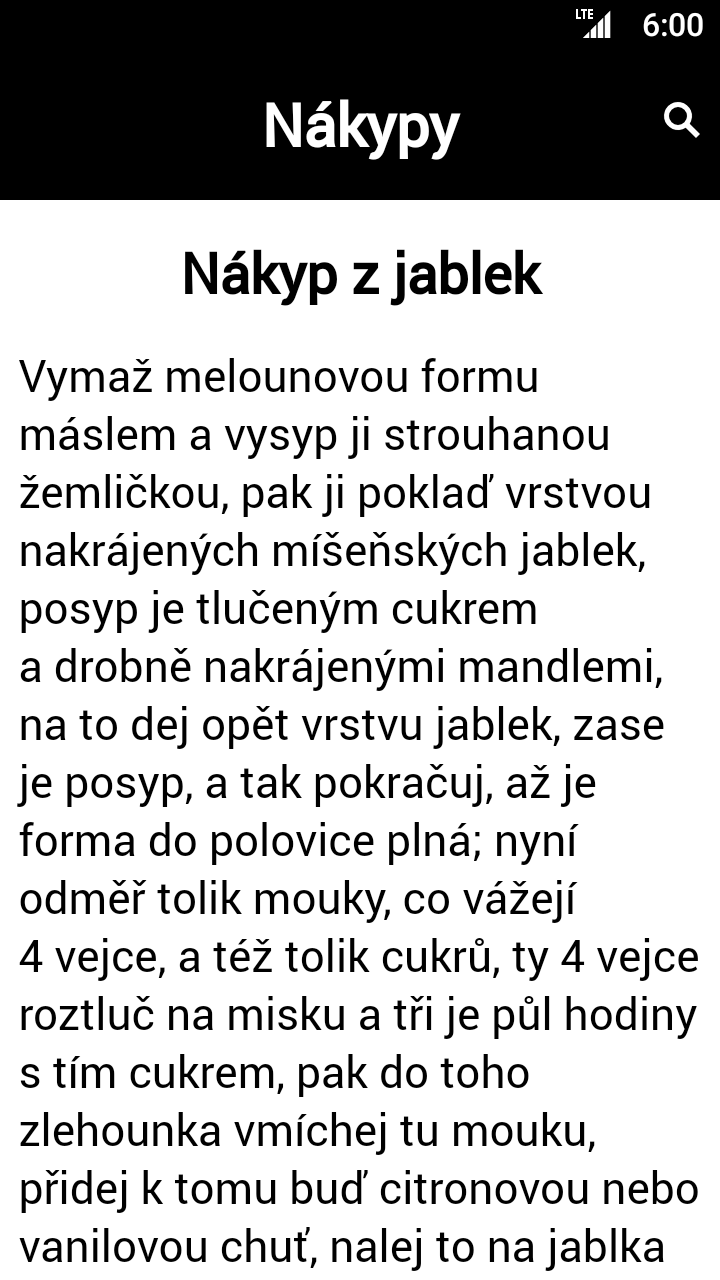 LTE 6:00
Nákypy
Nákyp z jablek
Vymaž melounovou formu
máslem a vysyp ji strouhanou
žemličkou, pak ji poklaď vrstvou
nakrájených míšeňských jablek,
posyp je tlučeným cukrem
a drobně nakrájenými mandlemi,
na to dej opět vrstvu jablek, zase
je posyp, a tak pokračuj, až je
forma do polovice plná; nyní
odměř tolik mouky, co vážejí
4 vejce, a též tolik cukrů, ty 4 vejce
roztluč na misku a tři je půl hodiny
s tím cukrem, pak do toho
zlehounka vmíchej tu mouku,
přidej k tomu buď citronovou nebo
vanilovou chuť, nalej to na jablka